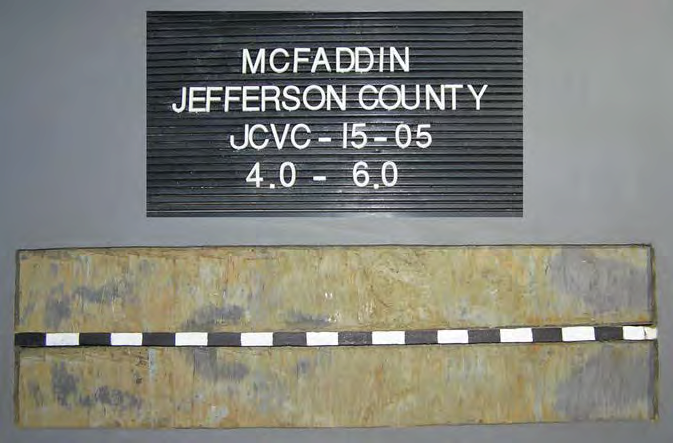 MCFADDIN
JEFFERSON COUNTY
JCVC-15-05
4.0 - 6.0